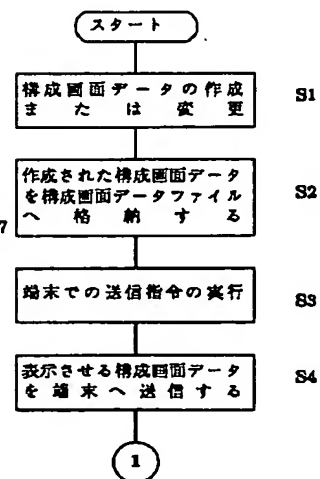 スタート
構成画面データの作成
または変更
S1
作成された構成画面データ
を構成画面データファイル
へ格納する
S2
7
端末での送信指令の実行
S3
表示させる構成画面データ
を端末へ送信する
S4
1